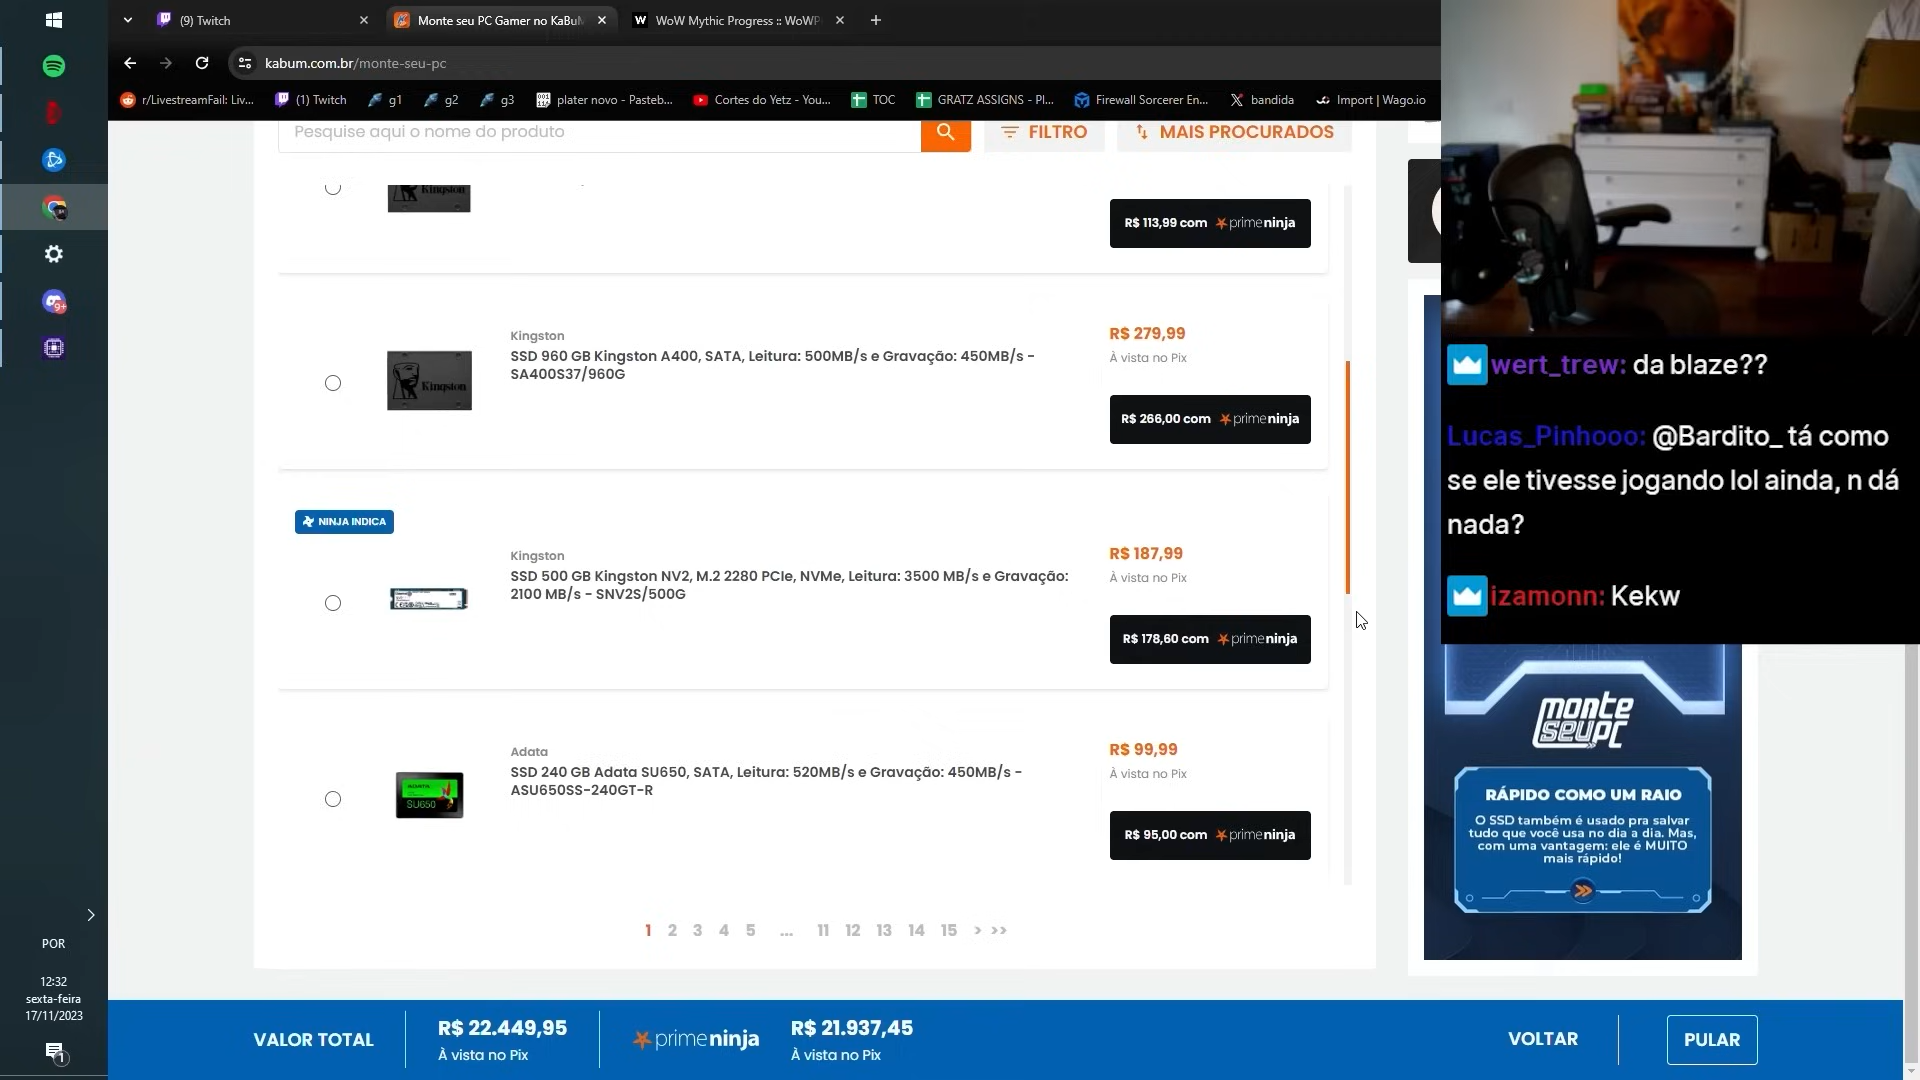 (9) Twitch
Monte seu PC Gamer no KaBuM
WoW Mythic Progress :: WoWP
kabum.com.br/monte-seu-pc
r/LivestreamFail: Liv...
(1) Twitch
g1
g2
g3
plater novo - Pasteb...
Cortes do Yetz - You...
TOC
GRATZ ASSIGNS - Pl...
Firewall Sorcerer En...
bandida
Import | Wago.io
Pesquise aqui o nome do produto
FILTRO
MAIS PROCURADOS
Kingston
R$ 113,99 com primeninja
Kingston
SSD 960 GB Kingston A400, SATA, Leitura: 500MB/s e Gravação: 450MB/s -
SA400S37/960G
Kingston
R$ 279,99
À vista no Pix
R$ 266,00 com primeninja
NINJA INDICA
Kingston
SSD 500 GB Kingston NV2, M.2 2280 PCIe, NVMe, Leitura: 3500 MB/s e Gravação:
2100 MB/s - SNV2S/500G
R$ 187,99
À vista no Pix
R$ 178,60 com primeninja
Adata
SSD 240 GB Adata SU650, SATA, Leitura: 520MB/s e Gravação: 450MB/s -
ASU650SS-240GT-R
SU650
R$ 99,99
À vista no Pix
R$ 95,00 com primeninja
1 2 3 4 5 ... 11 12 13 14 15 > >>
VALOR TOTAL
R$ 22.449,95
À vista no Pix
primeninja
R$ 21.937,45
À vista no Pix
VOLTAR
PULAR
wert_trew: da blaze??
Lucas_Pinhooo: @Bardito_ tá como
se ele tivesse jogando lol ainda, n dá
nada?
izamonn: Kekw
monte
seu PC
RÁPIDO COMO UM RAIO
O SSD também é usado pra salvar
tudo que você usa no dia a dia. Mas,
com uma vantagem: ele é MUITO
mais rápido!
9+
POR
12:32
sexta-feira
17/11/2023
1